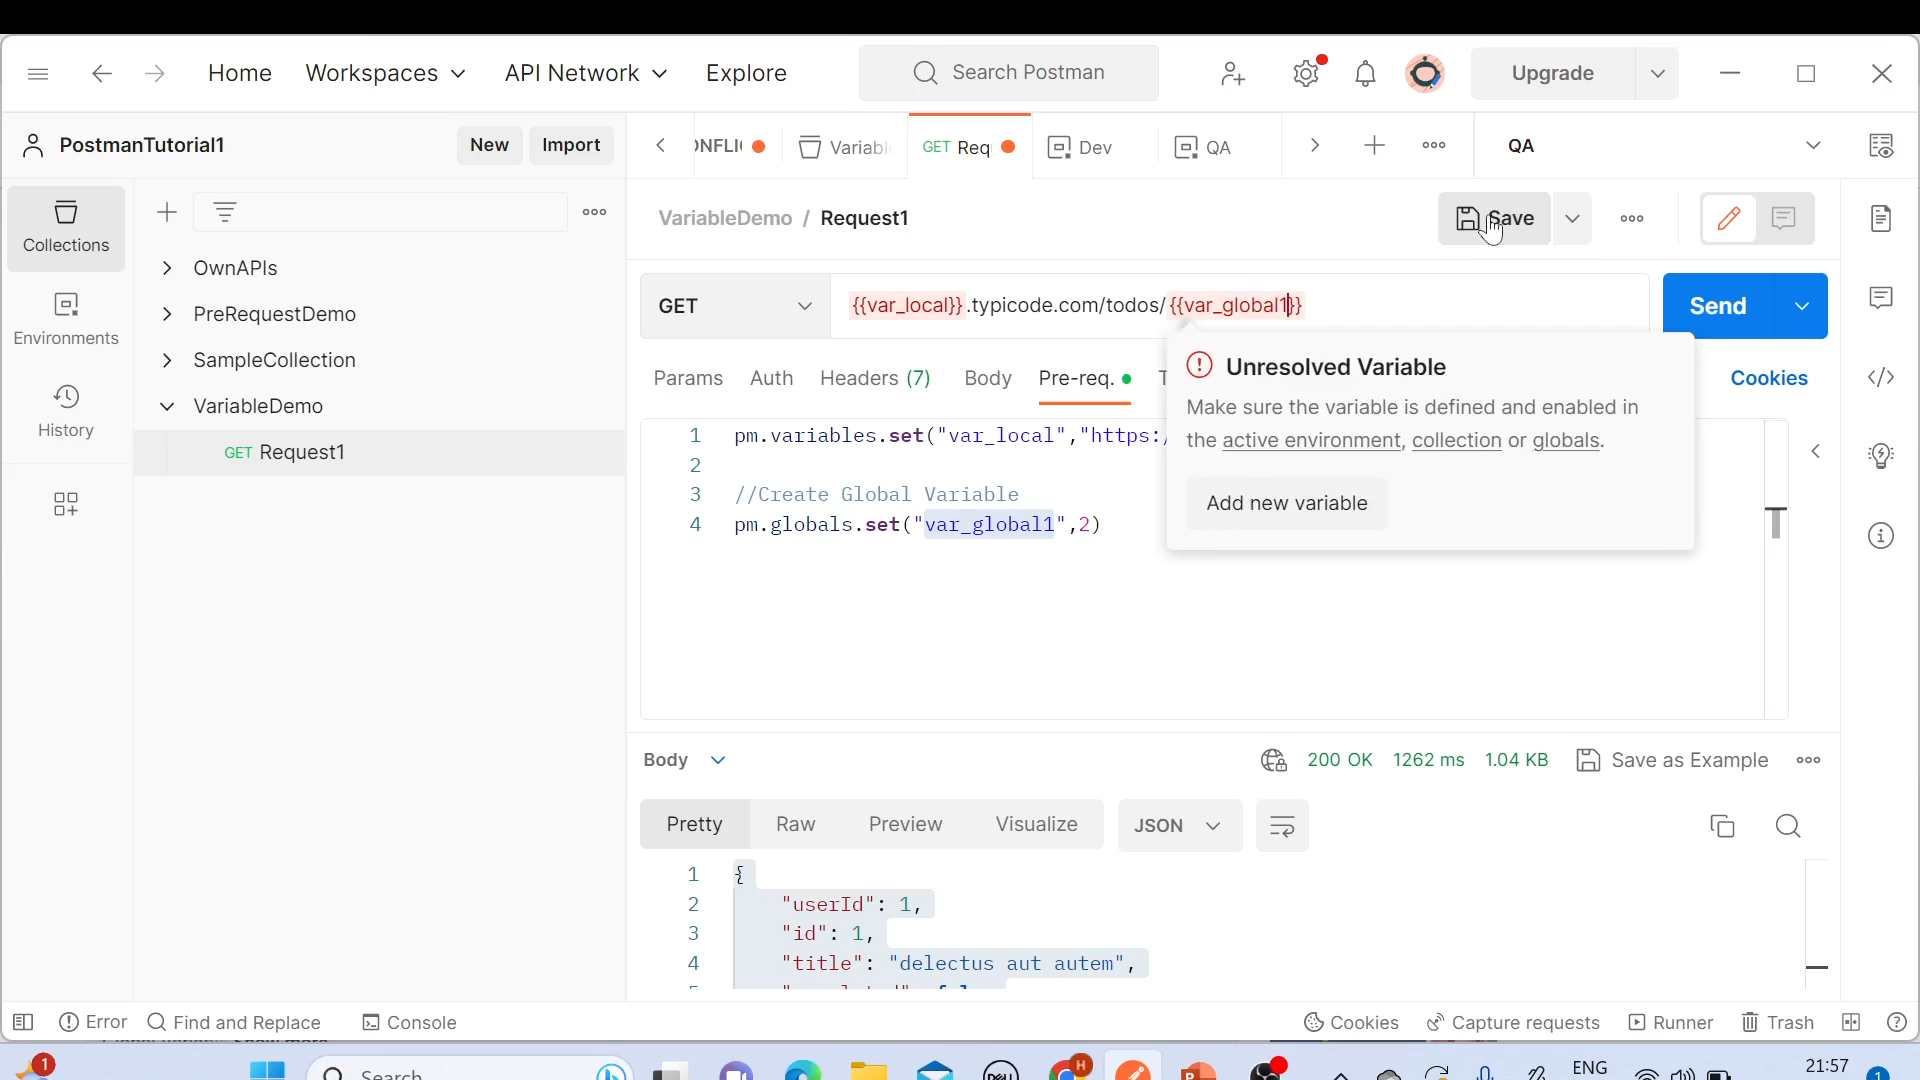 Home Workspaces API Network Explore Search Postman Upgrade
PostmanTutorial1 New Import
ONFLI Variabl GET Req Dev QA QA
Collections
Environments
History
OwnAPIs
PreRequestDemo
SampleCollection
VariableDemo
GET Request1
VariableDemo / Request1 Save
GET {{var_local}}.typicode.com/todos/{{var_global1}} Send
Params Auth Headers (7) Body Pre-req. T Cookies
Unresolved Variable
Make sure the variable is defined and enabled in
the active environment, collection or globals.
Add new variable
1 pm.variables.set("var_local","https:/
2
3 //Create Global Variable
4 pm.globals.set("var_global1",2)
Body 200 OK 1262 ms 1.04 KB Save as Example
Pretty Raw Preview Visualize JSON
1 {
2 "userId": 1,
3 "id": 1,
4 "title": "delectus aut autem",
Error Find and Replace Console Cookies Capture requests Runner Trash
1 Search DELL H ENG 21:57 1